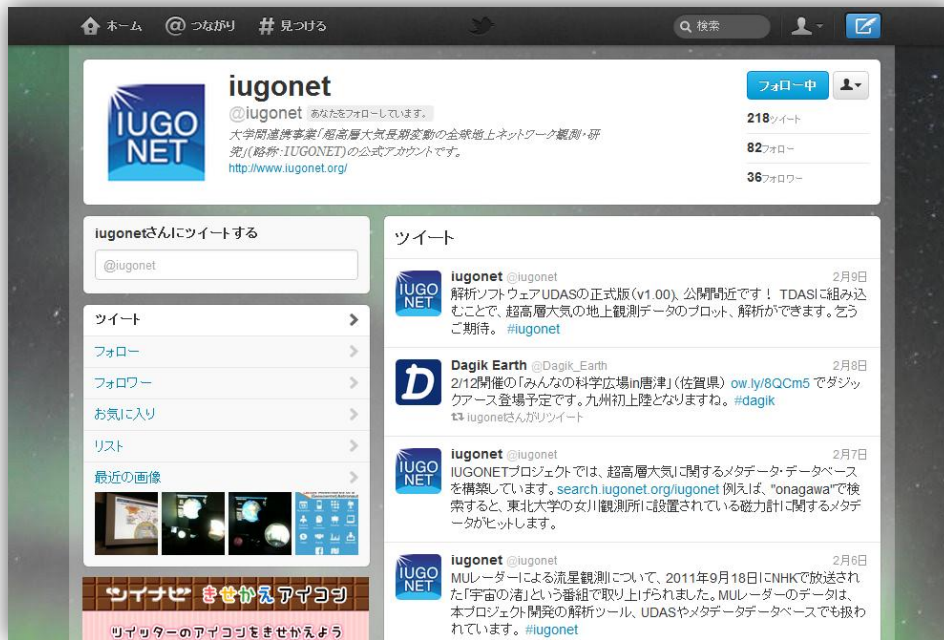 ホーム @ つながり # 見つける 検索
IUGO
NET
iugonet
@iugonet あなたをフォローしています。
大学間連携事業「超高層大気長期変動の全球地上ネットワーク観測・研
究」(略称:IUGONET)の公式アカウントです。
http://www.iugonet.org/
フォロー中
218ツイート
82フォロー
36フォロワー
iugonetさんにツイートする
@iugonet
ツイート
フォロー
フォロワー
お気に入り
リスト
最近の画像
ツイナビ きせかえアイコン
ツイッターのアイコンをきせかえよう
ツイート
IUGO
NET
iugonet @iugonet 2月9日
解析ソフトウェアUDASの正式版(v1.00)、公開間近です! TDASに組み込
むことで、超高層大気の地上観測データのプロット、解析ができます。乞う
ご期待。 #iugonet
D
Dagik Earth @Dagik_Earth 2月8日
2/12開催の「みんなの科学広場in唐津」(佐賀県) ow.ly/8QCm5 でダジッ
クアース登場予定です。九州初上陸となりますね。 #dagik
iugonetさんがリツイート
IUGO
NET
iugonet @iugonet 2月7日
IUGONETプロジェクトでは、超高層大気に関するメタデータ・データベース
を構築しています。search.iugonet.org/iugonet 例えば、"onagawa"で検
索すると、東北大学の女川観測所に設置されている磁力計に関するメタデ
ータがヒットします。
IUGO
NET
iugonet @iugonet 2月6日
MUレーダーによる流星観測について、2011年9月18日にNHKで放送され
た「宇宙の渚」という番組で取り上げられました。MUレーダーのデータは、
本プロジェクト開発の解析ツール、UDASやメタデータデータベースでも扱わ
れています。 #iugonet